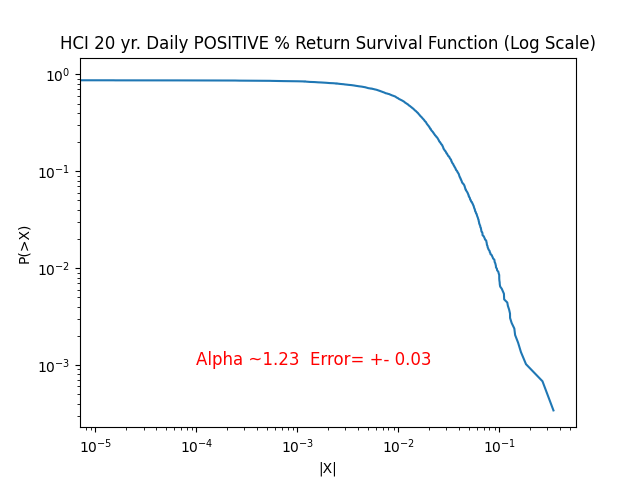 HCI 20 yr. Daily POSITIVE % Return Survival Function (Log Scale)
10⁰
10⁻¹
10⁻²
10⁻³
P(>X)
Alpha ~1.23  Error= +- 0.03
10⁻⁵ 10⁻⁴ 10⁻³ 10⁻² 10⁻¹
|X|